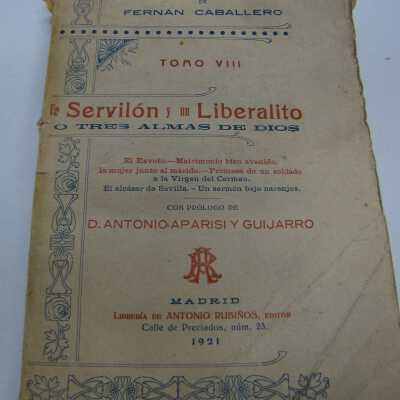 DE
FERNÁN CABALLERO
TOMO VIII
Servilón y un Liberalito
O TRES ALMAS DE DIOS
El Exvoto.—Matrimonio bien avenido,
la mujer junto al marido.—Promesa de un soldado
a la Virgen del Carmen.
El alcázar de Sevilla.—Un sermón bajo naranjos.
CON PRÓLOGO DE
D. ANTONIO APARISI Y GUIJARRO
MADRID
LIBRERÍA DE ANTONIO RUBIÑOS, EDITOR
Calle de Preciados, núm. 23.
1921